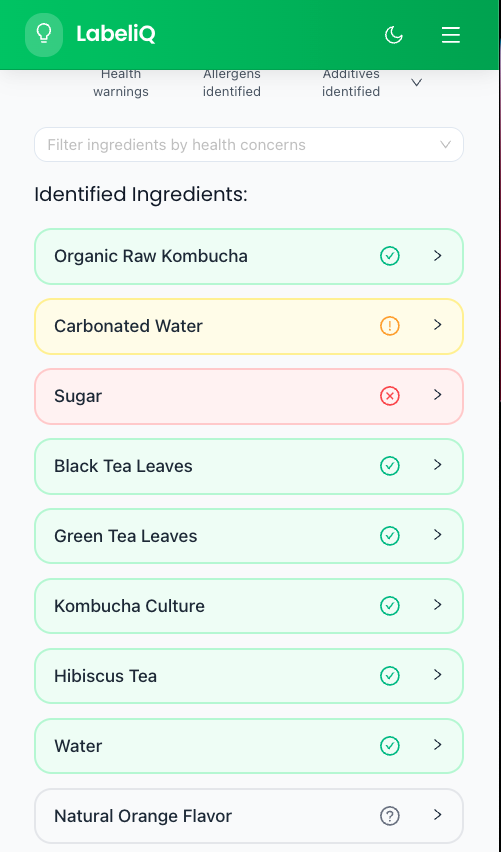 LabeliQ
Health Allergens Additives
warnings identified identified
Filter ingredients by health concerns
Identified Ingredients:
Organic Raw Kombucha
Carbonated Water
Sugar
Black Tea Leaves
Green Tea Leaves
Kombucha Culture
Hibiscus Tea
Water
Natural Orange Flavor